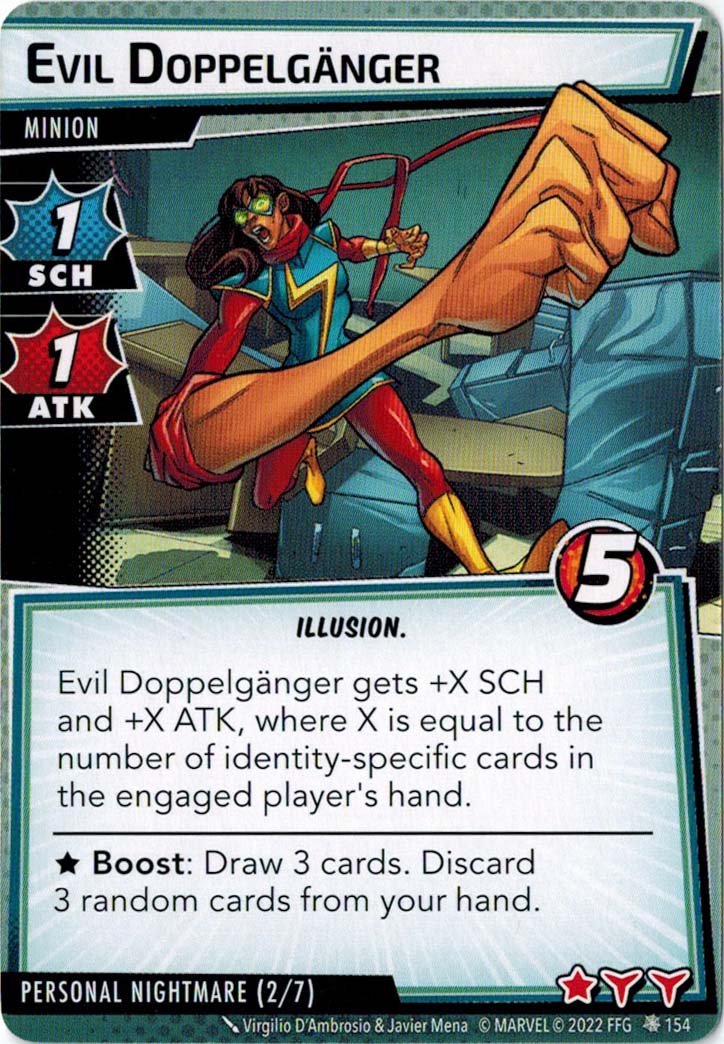 EVIL DOPPELGÄNGER
MINION
1
SCH
1
ATK
5
ILLUSION.
Evil Doppelgänger gets +X SCH
and +X ATK, where X is equal to the
number of identity-specific cards in
the engaged player's hand.
★ Boost: Draw 3 cards. Discard
3 random cards from your hand.
PERSONAL NIGHTMARE (2/7)
Virgilio D'Ambrosio & Javier Mena © MARVEL © 2022 FFG 154